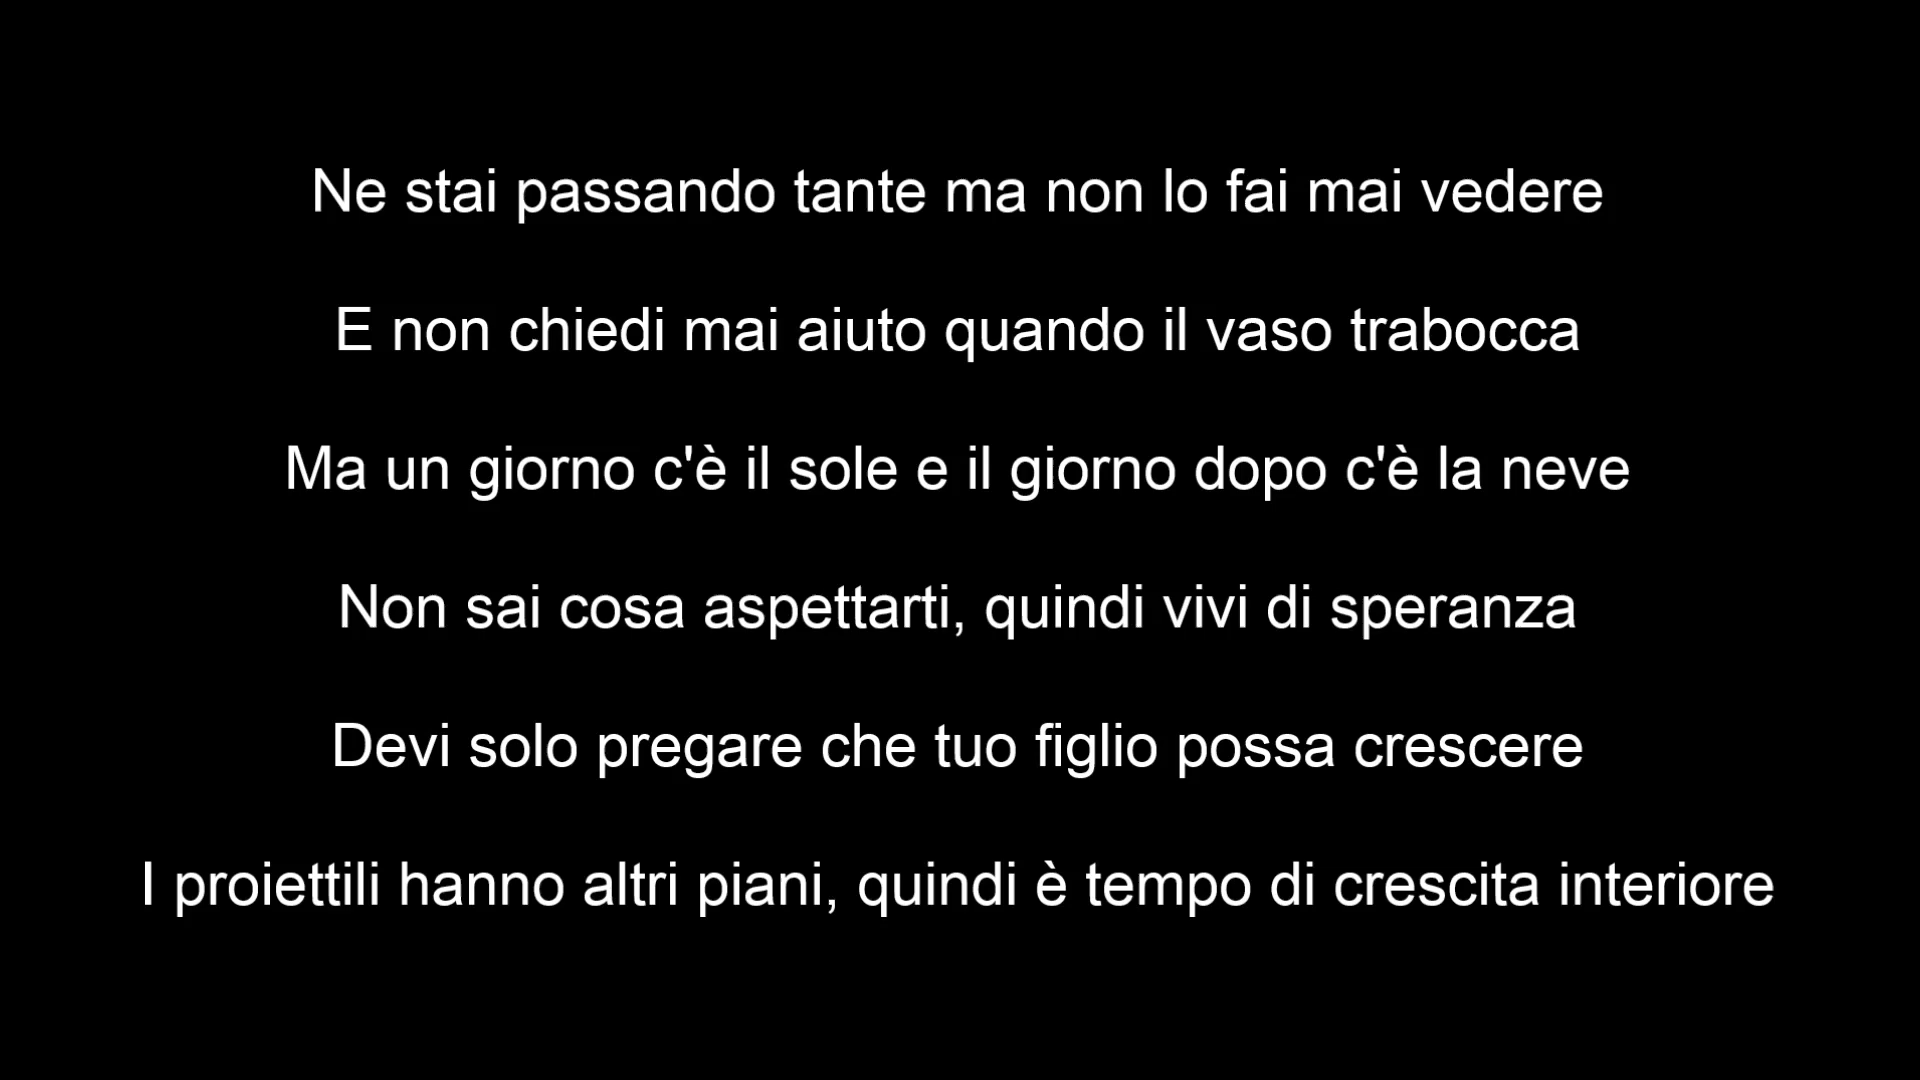 Ne stai passando tante ma non lo fai mai vedere
E non chiedi mai aiuto quando il vaso trabocca
Ma un giorno c'è il sole e il giorno dopo c'è la neve
Non sai cosa aspettarti, quindi vivi di speranza
Devi solo pregare che tuo figlio possa crescere
I proiettili hanno altri piani, quindi è tempo di crescita interiore